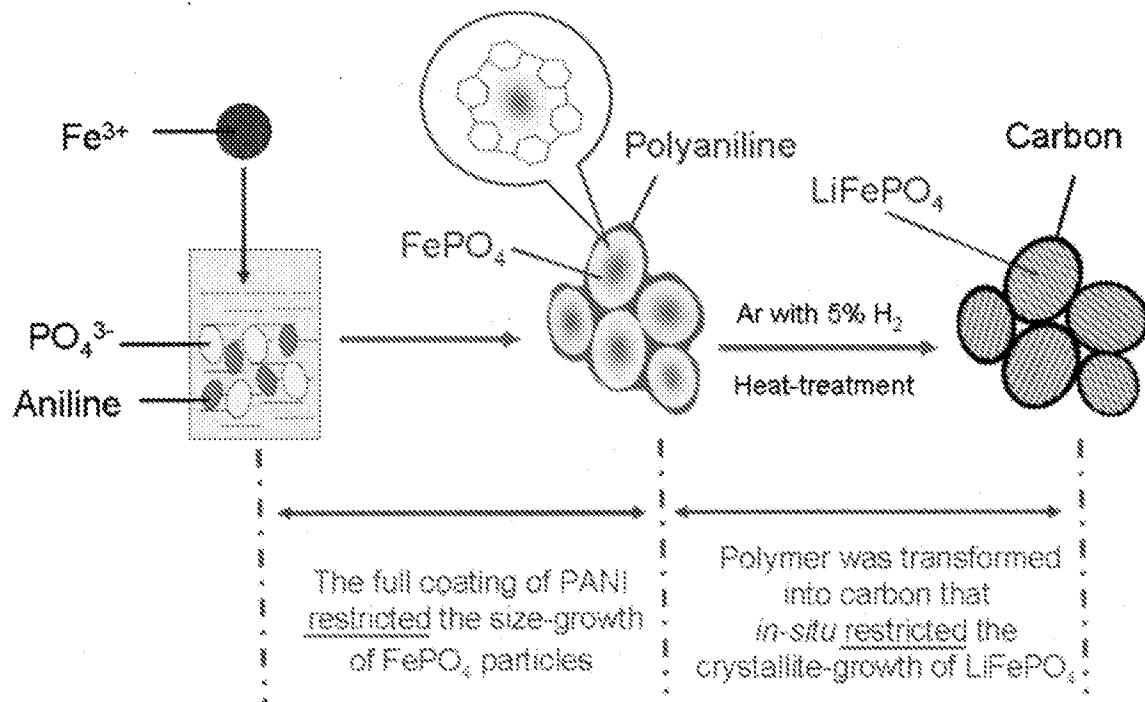 Fe³⁺
PO₄³⁻
Aniline
FePO₄
Polyaniline
Ar with 5% H₂
Heat-treatment
LiFePO₄
Carbon
The full coating of PANI
restricted the size-growth
of FePO₄ particles
Polymer was transformed
into carbon that
in-situ restricted the
crystallite-growth of LiFePO₄